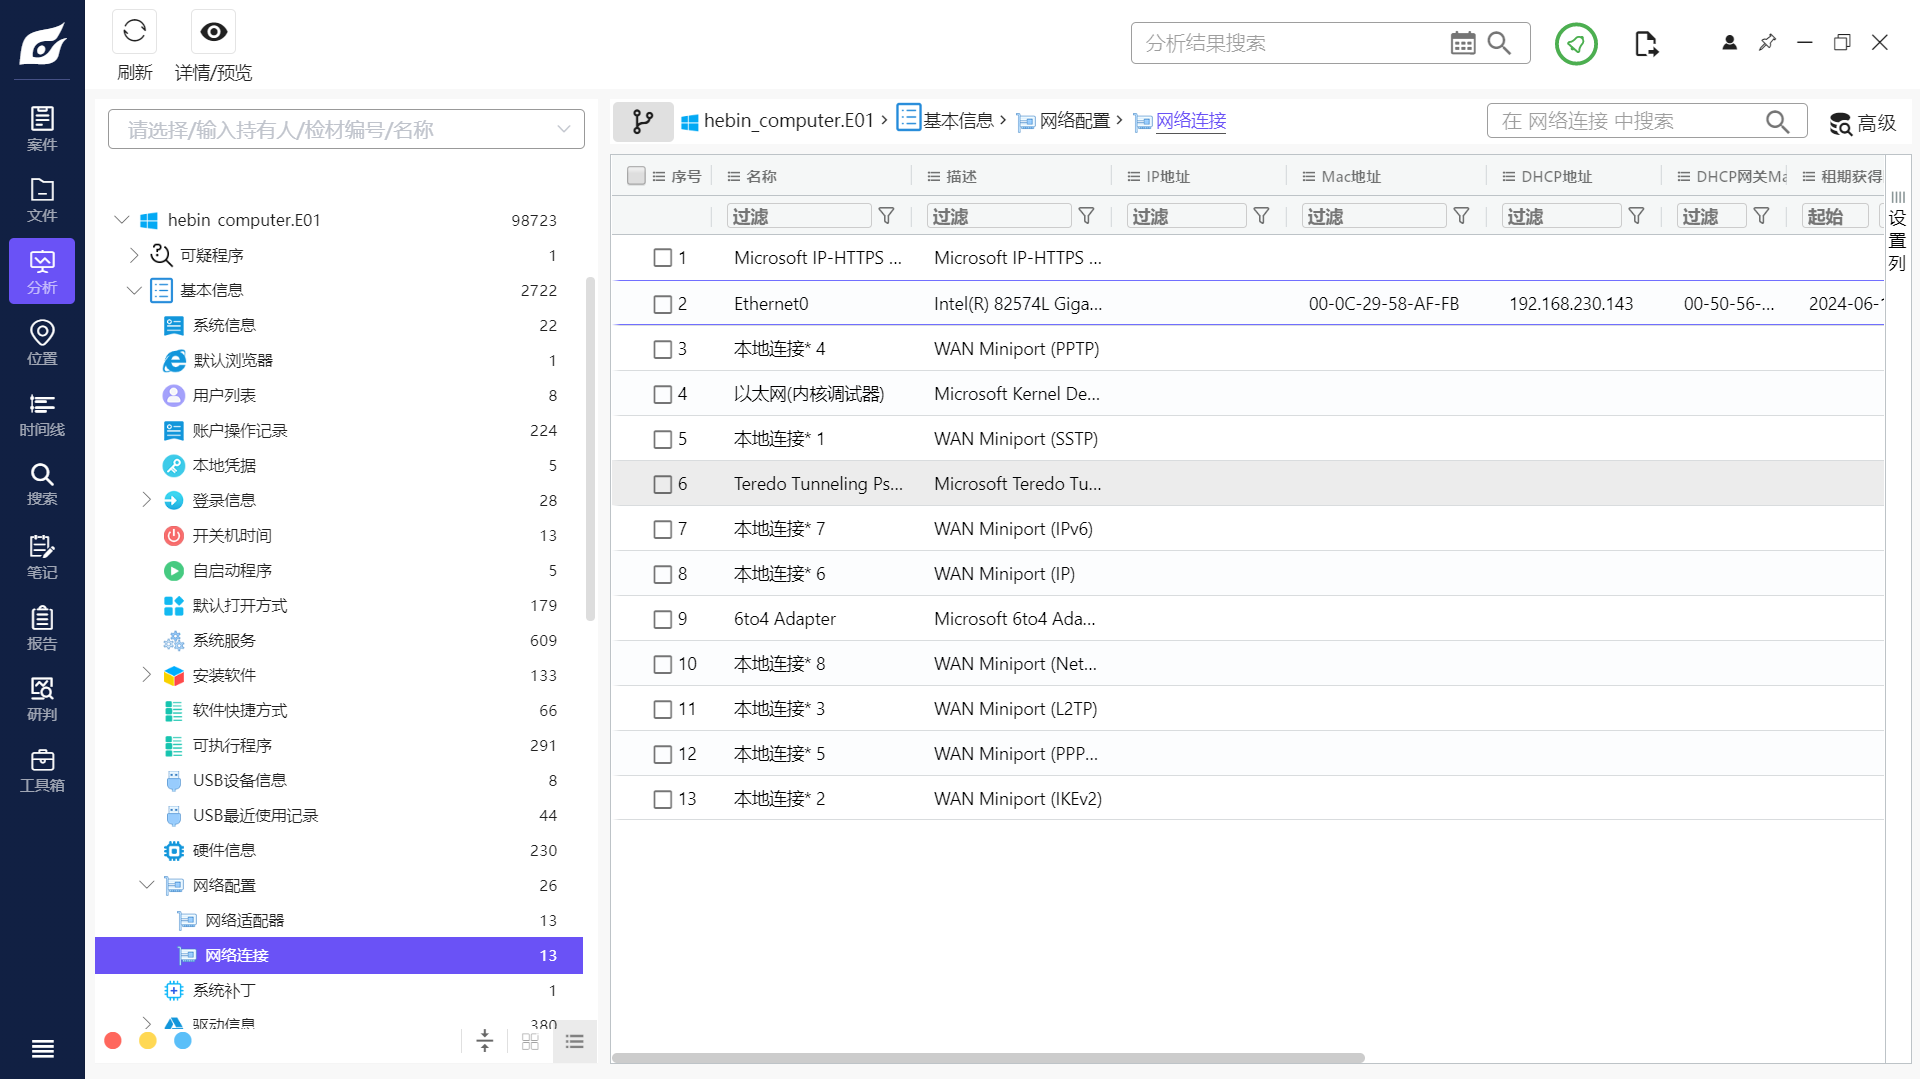 刷新
详情/预览
分析结果搜索
案件
文件
分析
位置
时间线
搜索
笔记
报告
研判
工具箱
请选择/输入持有人/检材编号/名称
hebin_computer.E01 98723
可疑程序 1
基本信息 2722
系统信息 22
默认浏览器 1
用户列表 8
账户操作记录 224
本地凭据 5
登录信息 28
开关机时间 13
自启动程序 5
默认打开方式 179
系统服务 609
安装软件 133
软件快捷方式 66
可执行程序 291
USB设备信息 8
USB最近使用记录 44
硬件信息 230
网络配置 26
网络适配器 13
网络连接 13
系统补丁 1
驱动信息 380
hebin_computer.E01 › 基本信息 › 网络配置 › 网络连接
在 网络连接 中搜索
高级
序号 名称 描述 IP地址 Mac地址 DHCP地址 DHCP网关Ma 租期获得
过滤 过滤 过滤 过滤 过滤 过滤 起始
1 Microsoft IP-HTTPS ... Microsoft IP-HTTPS ...
2 Ethernet0 Intel(R) 82574L Giga... 00-0C-29-58-AF-FB 192.168.230.143 00-50-56-... 2024-06-
3 本地连接* 4 WAN Miniport (PPTP)
4 以太网(内核调试器) Microsoft Kernel De...
5 本地连接* 1 WAN Miniport (SSTP)
6 Teredo Tunneling Ps... Microsoft Teredo Tu...
7 本地连接* 7 WAN Miniport (IPv6)
8 本地连接* 6 WAN Miniport (IP)
9 6to4 Adapter Microsoft 6to4 Ada...
10 本地连接* 8 WAN Miniport (Net...
11 本地连接* 3 WAN Miniport (L2TP)
12 本地连接* 5 WAN Miniport (PPP...
13 本地连接* 2 WAN Miniport (IKEv2)
设置列